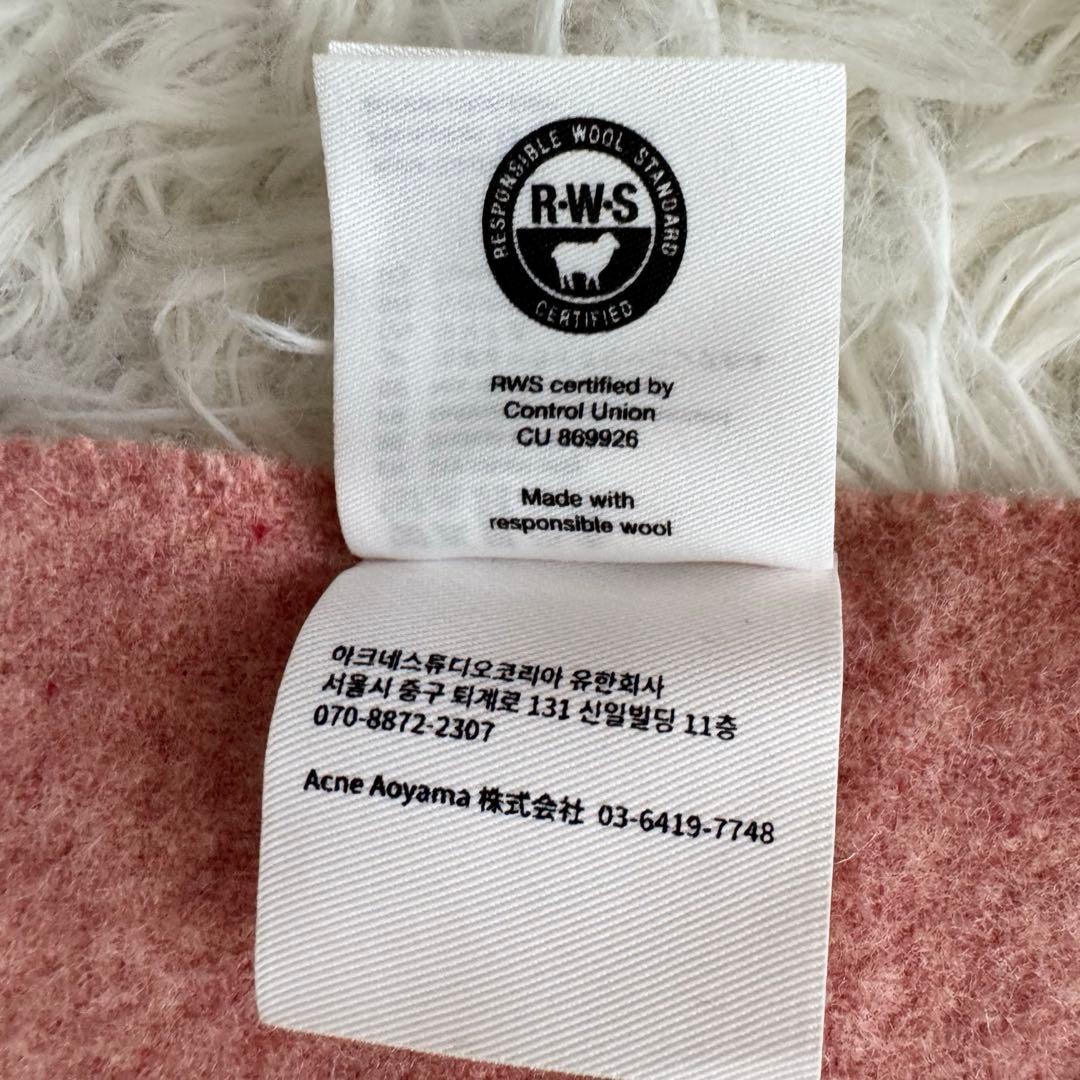 RESPONSIBLE WOOL STANDARD
R·W·S
CERTIFIED
RWS certified by
Control Union
CU 869926
Made with
responsible wool
아크네스튜디오코리아 유한회사
서울시 중구 퇴계로 131 신일빌딩 11층
070-8872-2307
Acne Aoyama 株式会社 03-6419-7748